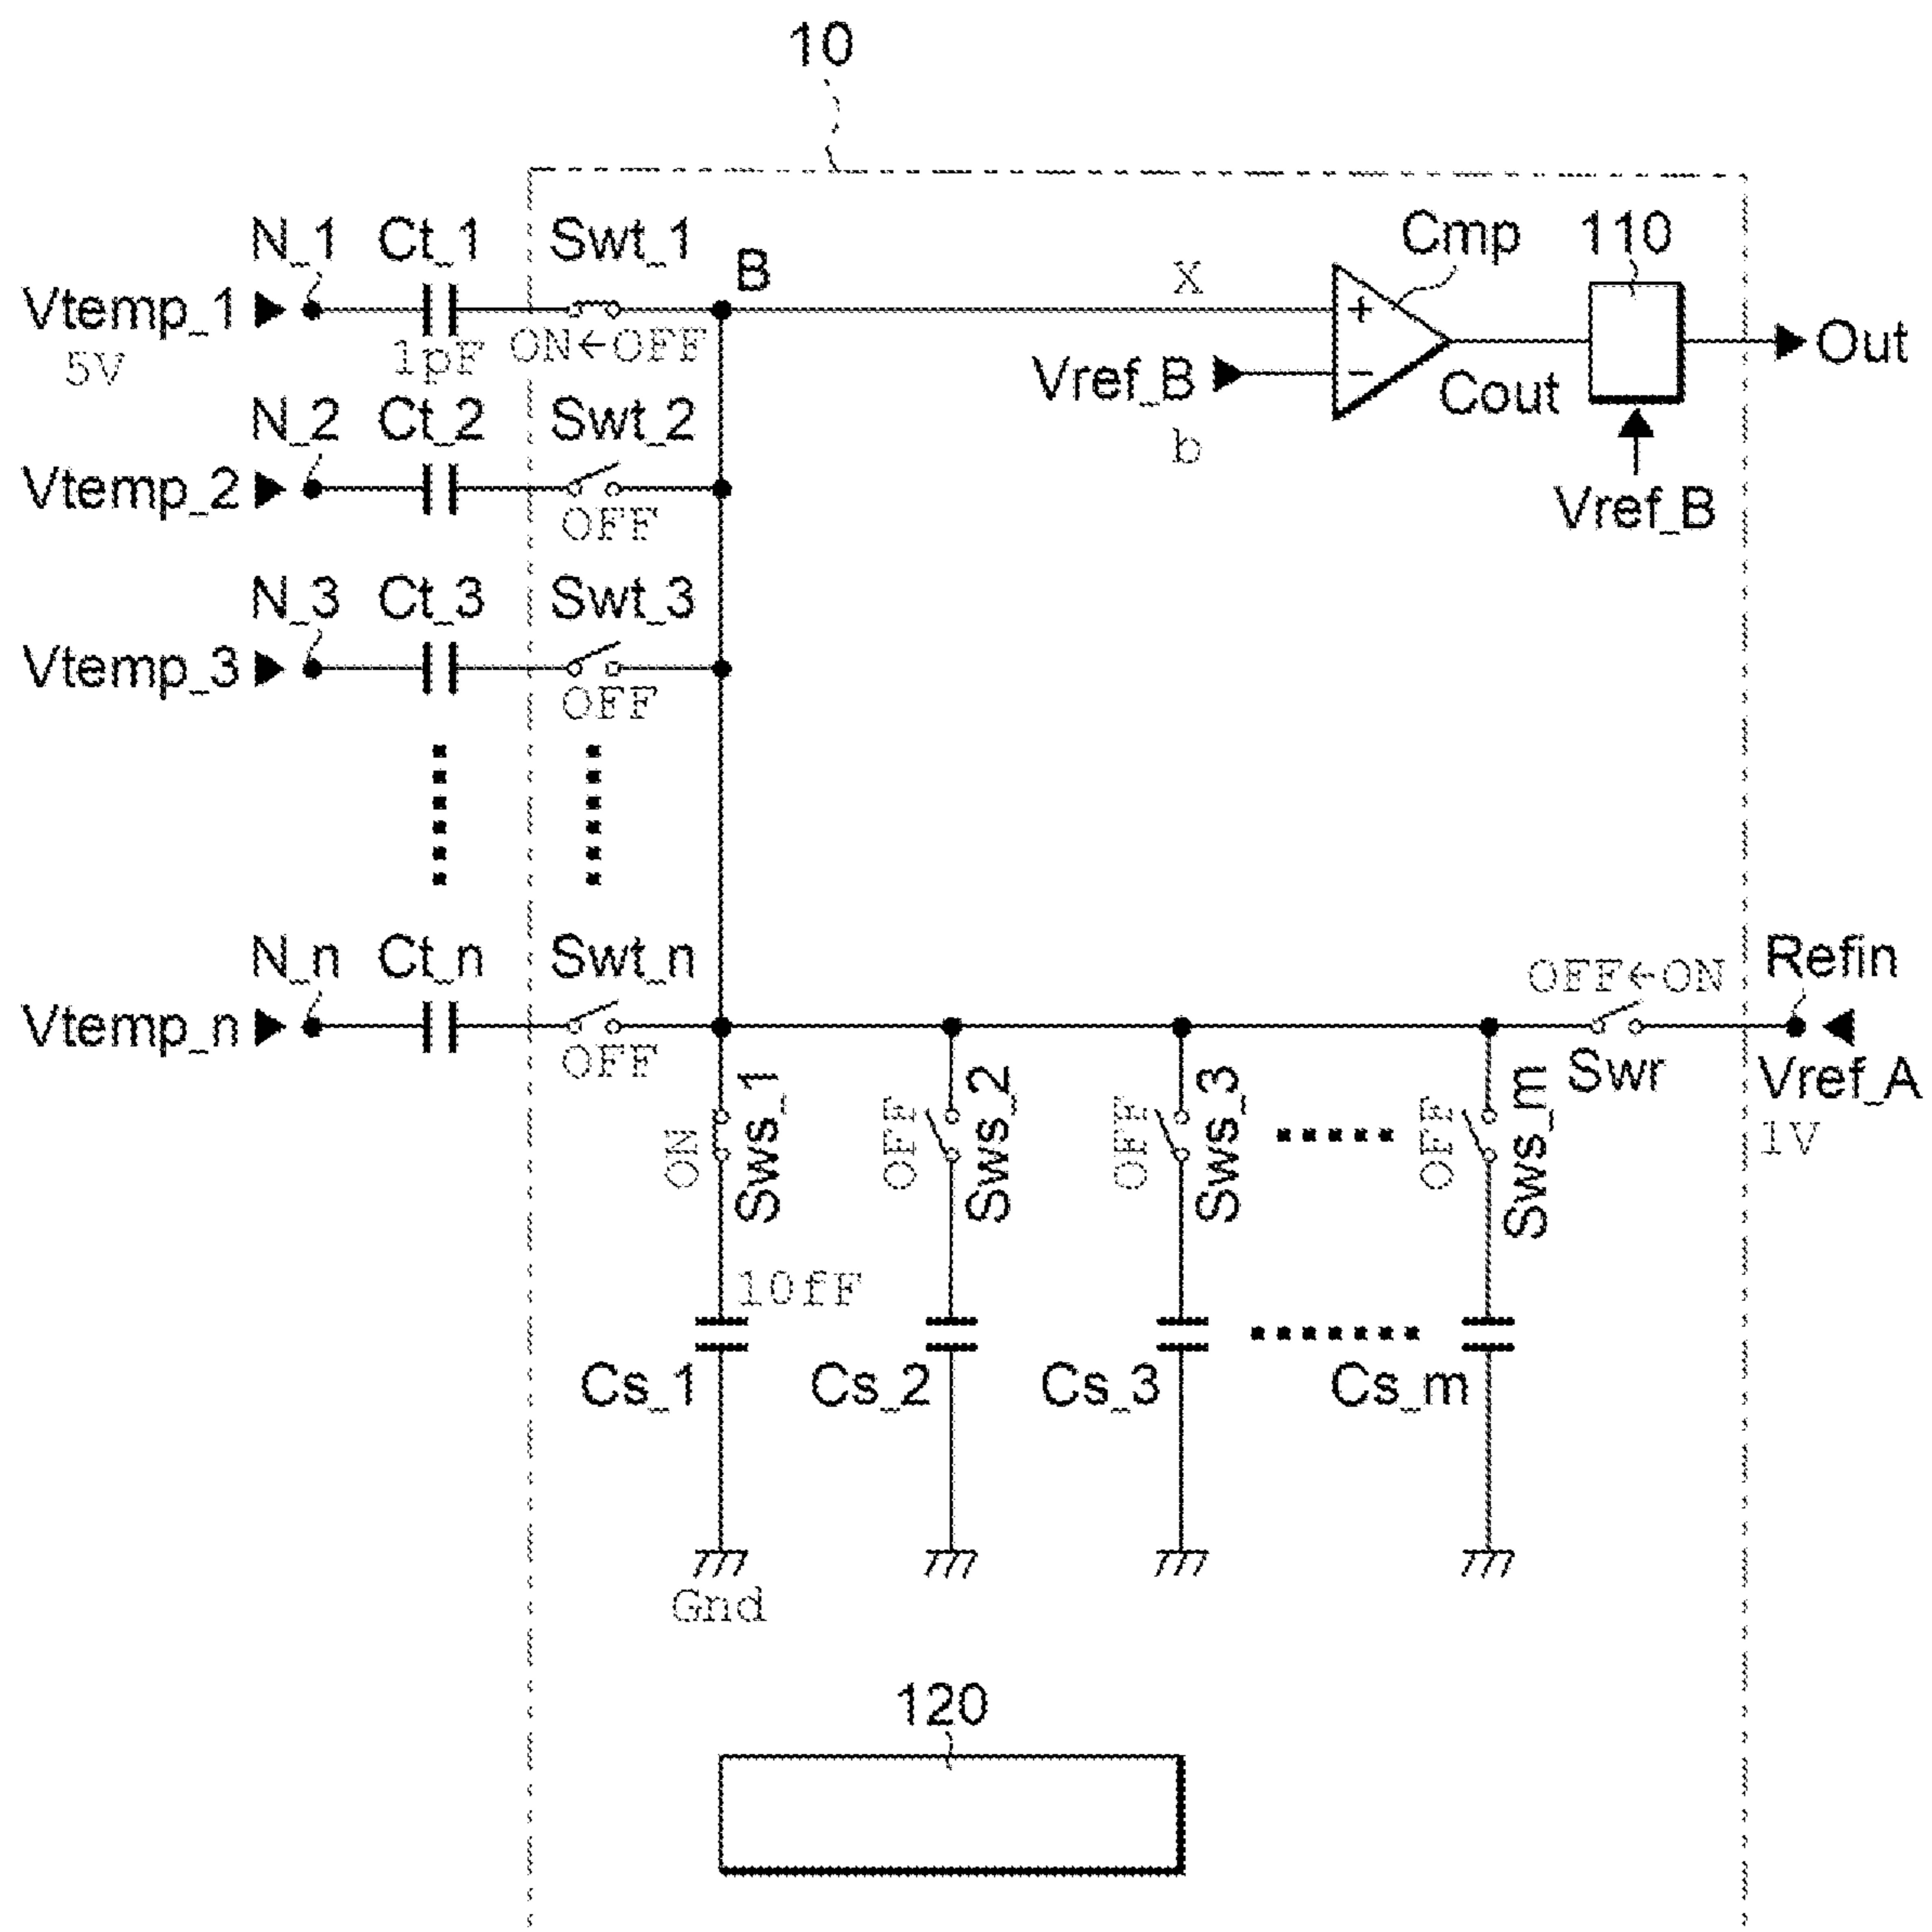 10
N_1 Ct_1 Swt_1 B X Cmp 110
Vtemp_1 5V 1pF ON←OFF Vref_B b + − Cout Out
Vref_B
N_2 Ct_2 Swt_2
Vtemp_2 OFF
N_3 Ct_3 Swt_3
Vtemp_3 OFF
N_n Ct_n Swt_n OFF←ON Refin
Vtemp_n OFF Swr Vref_A
1V
ON Sws_1 OFF Sws_2 OFF Sws_3 OFF Sws_m
10fF
Cs_1 Cs_2 Cs_3 Cs_m
Gnd
120